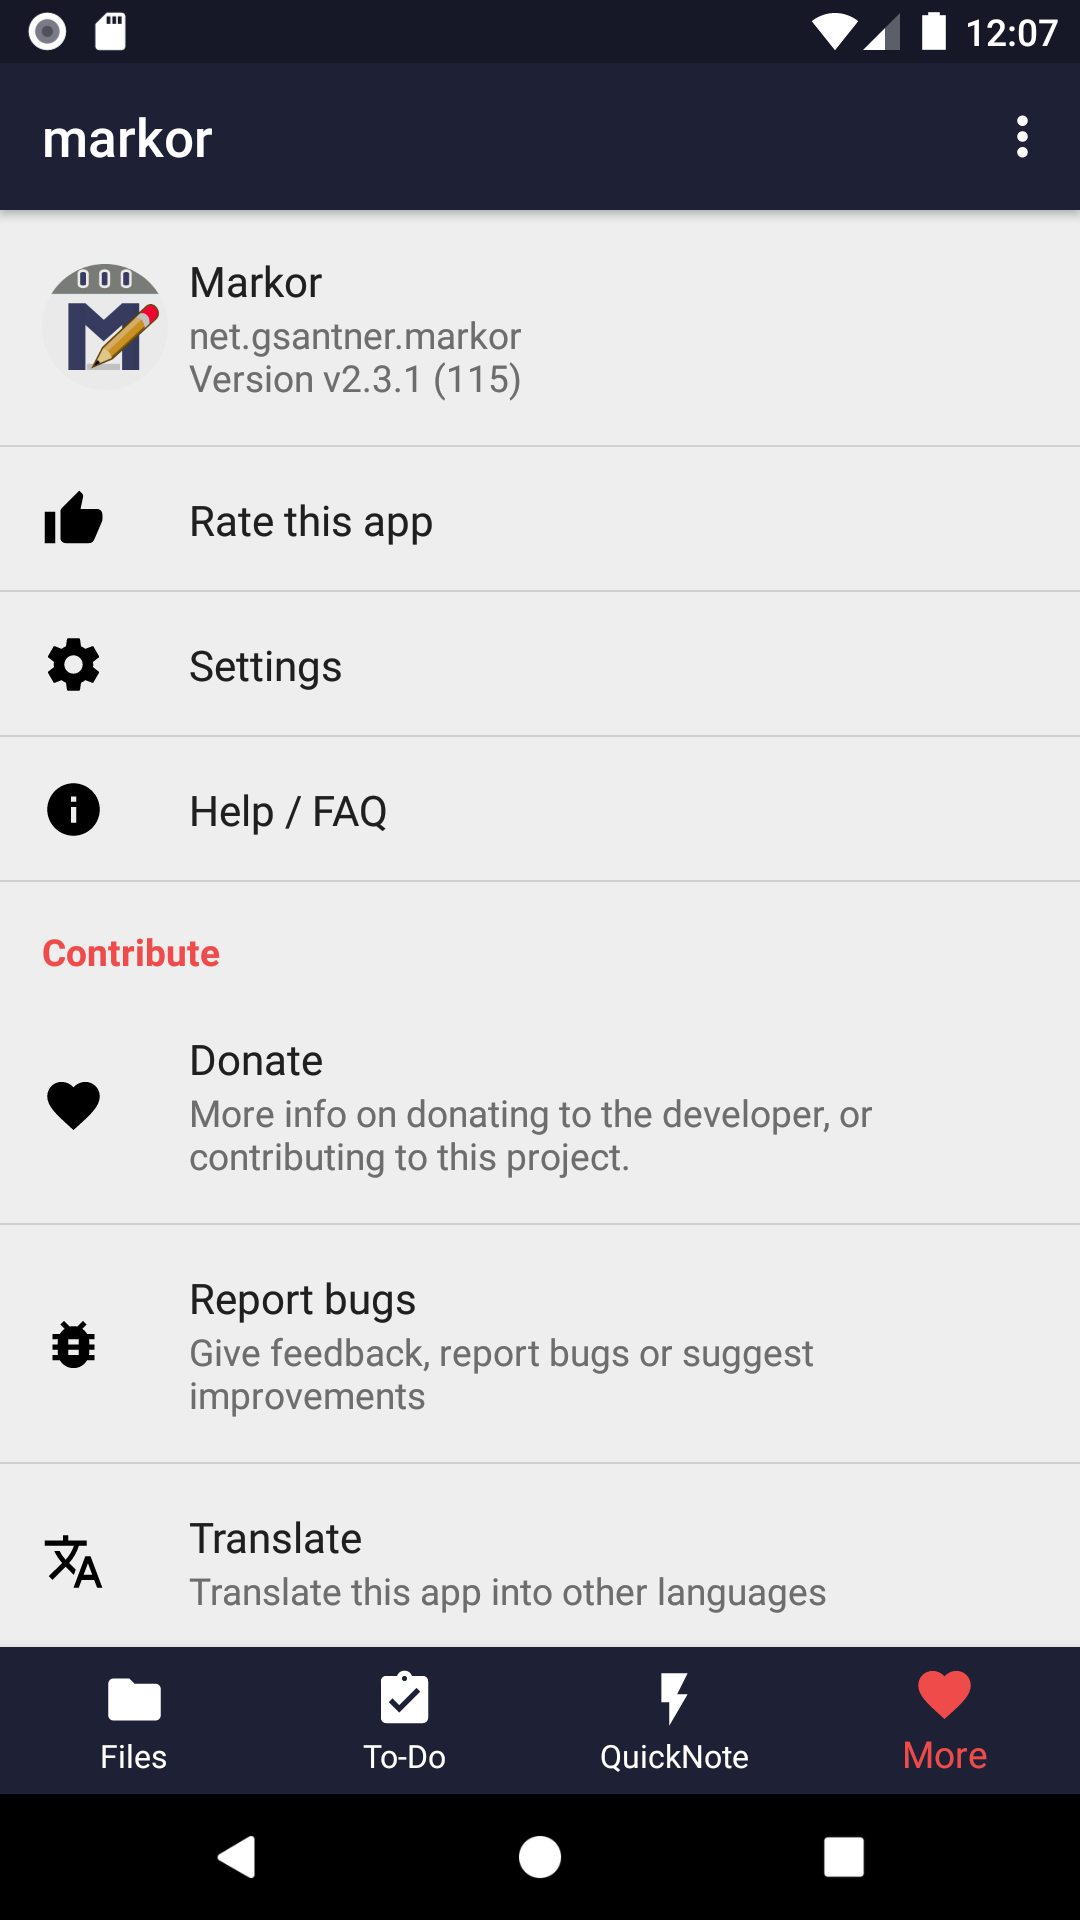 12:07
markor
Markor
net.gsantner.markor
Version v2.3.1 (115)
Rate this app
Settings
Help / FAQ
Contribute
Donate
More info on donating to the developer, or
contributing to this project.
Report bugs
Give feedback, report bugs or suggest
improvements
Translate
Translate this app into other languages
Files
To-Do
QuickNote
More